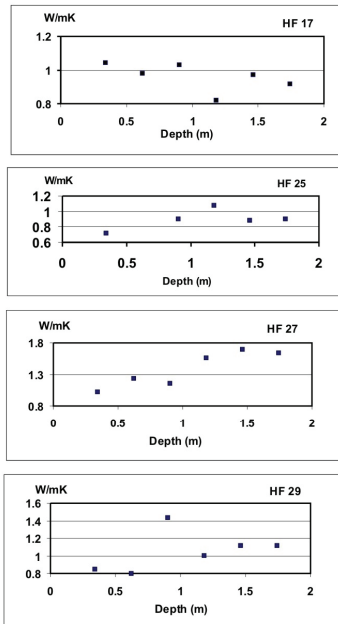 W/mK HF 17
1.2
1
0.8
0 0.5 1 1.5 2
Depth (m)
W/mK HF 25
1.2
1
0.8
0.6
0 0.5 1 1.5 2
Depth (m)
W/mK HF 27
1.8
1.3
0.8
0 0.5 1 1.5 2
Depth (m)
W/mK HF 29
1.6
1.4
1.2
1
0.8
0 0.5 1 1.5 2
Depth (m)